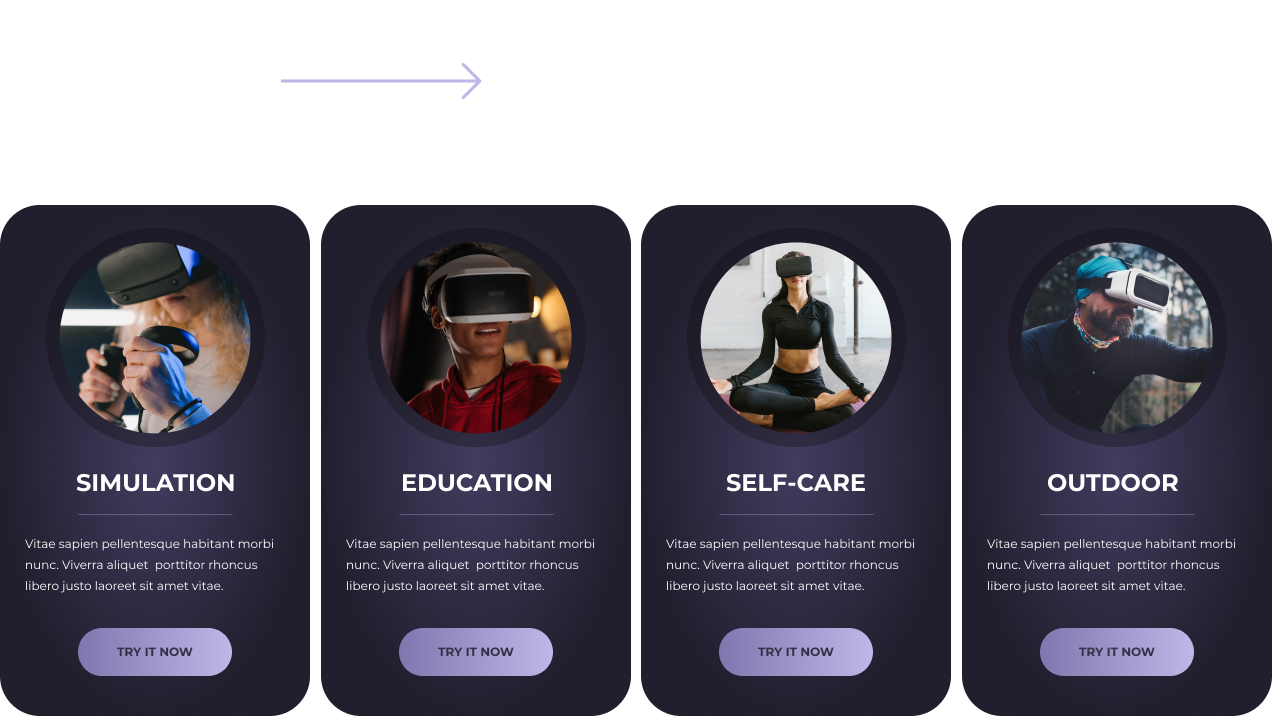 SIMULATION
Vitae sapien pellentesque habitant morbi
nunc. Viverra aliquet  porttitor rhoncus
libero justo laoreet sit amet vitae.
TRY IT NOW
EDUCATION
Vitae sapien pellentesque habitant morbi
nunc. Viverra aliquet  porttitor rhoncus
libero justo laoreet sit amet vitae.
TRY IT NOW
SELF-CARE
Vitae sapien pellentesque habitant morbi
nunc. Viverra aliquet  porttitor rhoncus
libero justo laoreet sit amet vitae.
TRY IT NOW
OUTDOOR
Vitae sapien pellentesque habitant morbi
nunc. Viverra aliquet  porttitor rhoncus
libero justo laoreet sit amet vitae.
TRY IT NOW